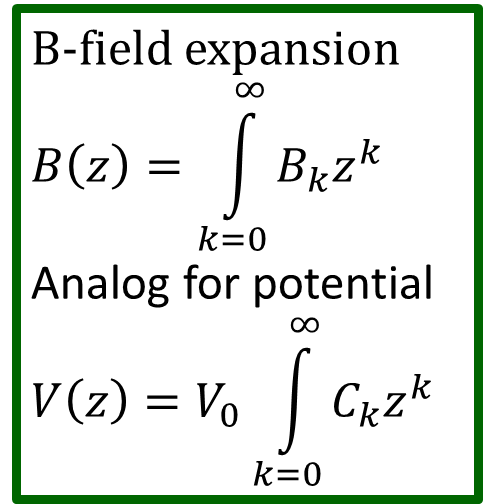 B-field expansion
∞
B(z) = ∫ B_k z^k
k=0
Analog for potential
∞
V(z) = V_0 ∫ C_k z^k
k=0